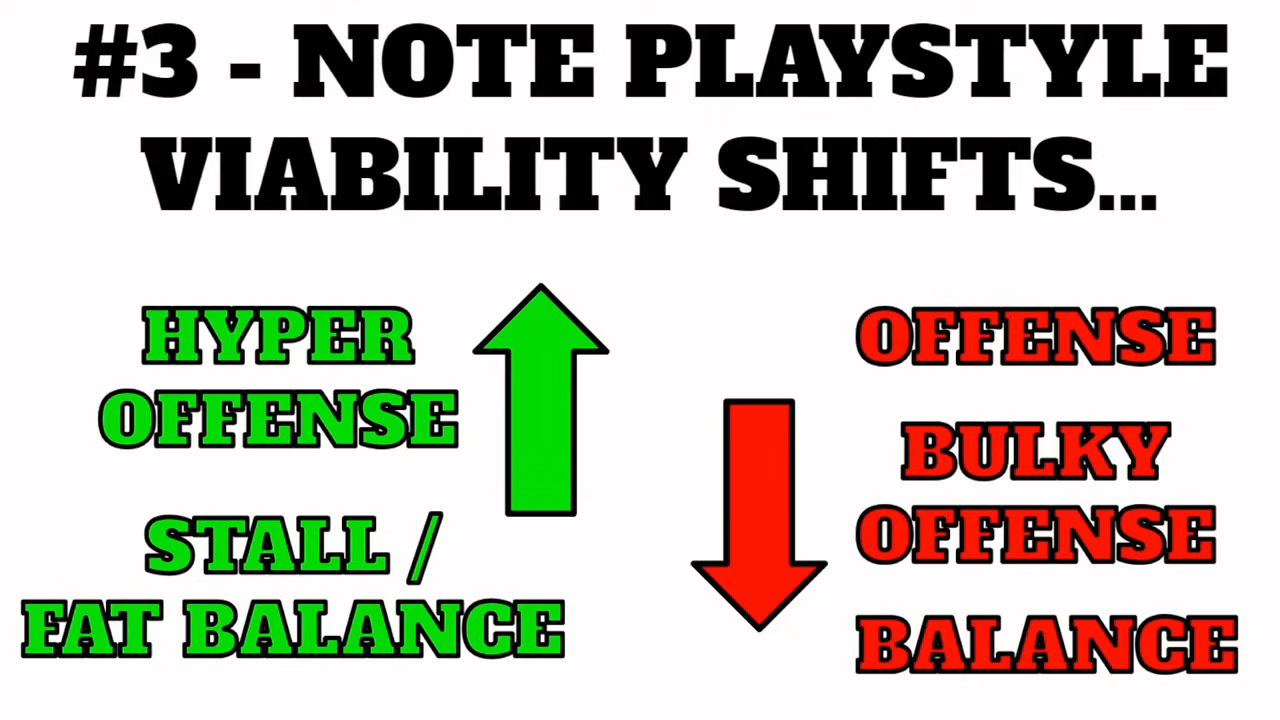 #3 - NOTE PLAYSTYLE
VIABILITY SHIFTS...
HYPER
OFFENSE
STALL /
FAT BALANCE
OFFENSE
BULKY
OFFENSE
BALANCE